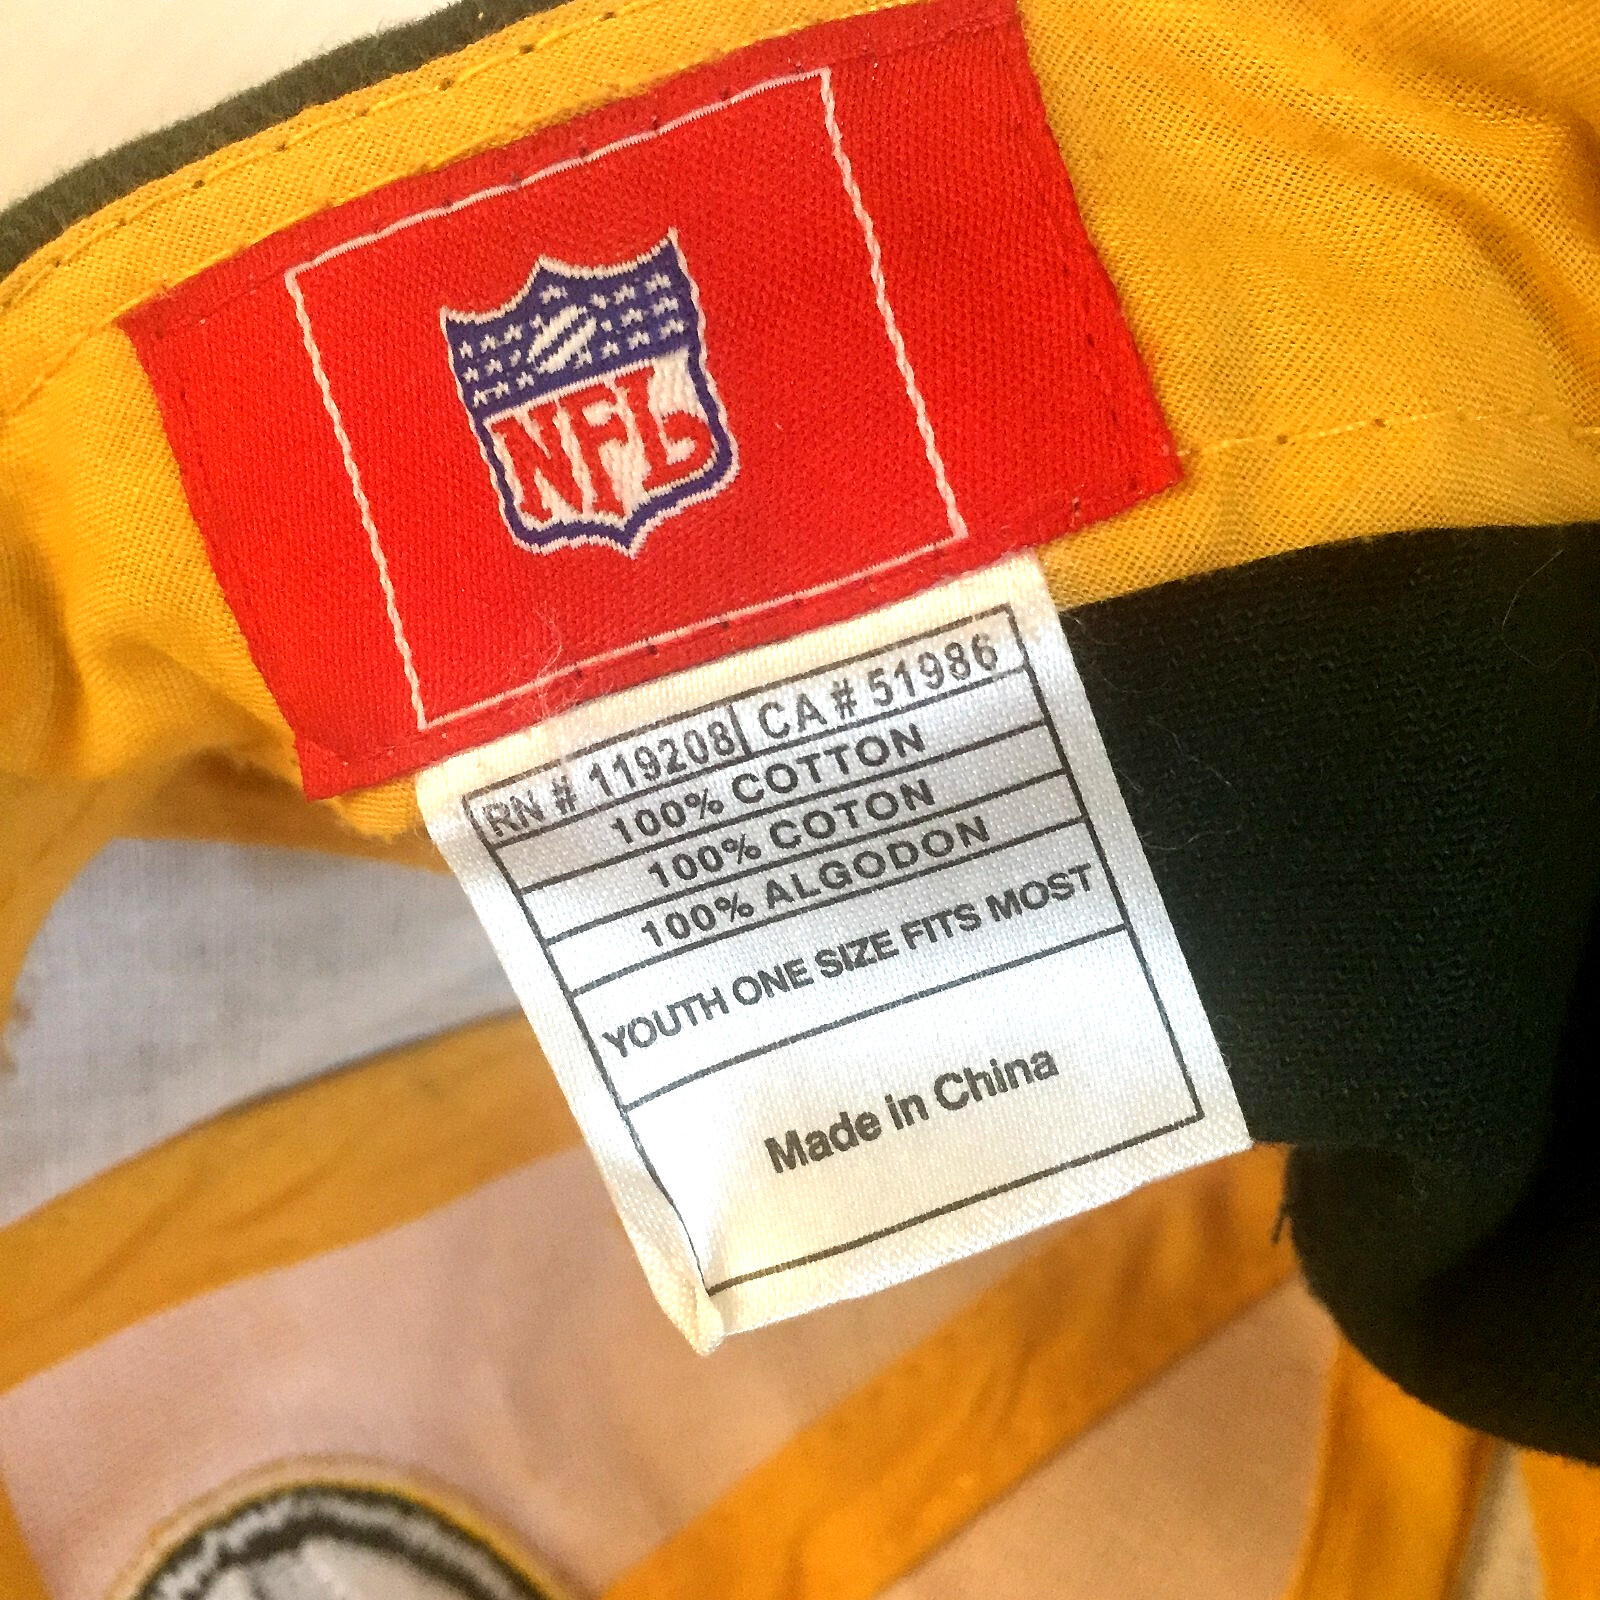 NFL
RN # 119208 CA # 51986
100% COTTON
100% COTON
100% ALGODON
YOUTH ONE SIZE FITS MOST
Made in China